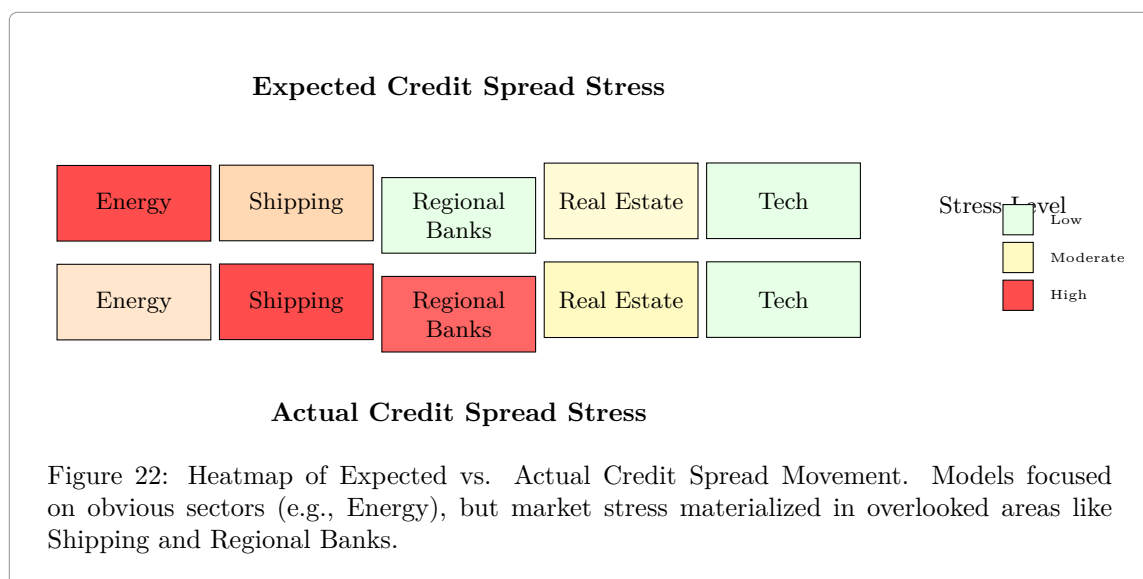 Expected Credit Spread Stress
Energy
Shipping
Regional
Banks
Real Estate
Tech
Energy
Shipping
Regional
Banks
Real Estate
Tech
Stress Level
Low
Moderate
High
Actual Credit Spread Stress
Figure 22: Heatmap of Expected vs. Actual Credit Spread Movement. Models focused
on obvious sectors (e.g., Energy), but market stress materialized in overlooked areas like
Shipping and Regional Banks.